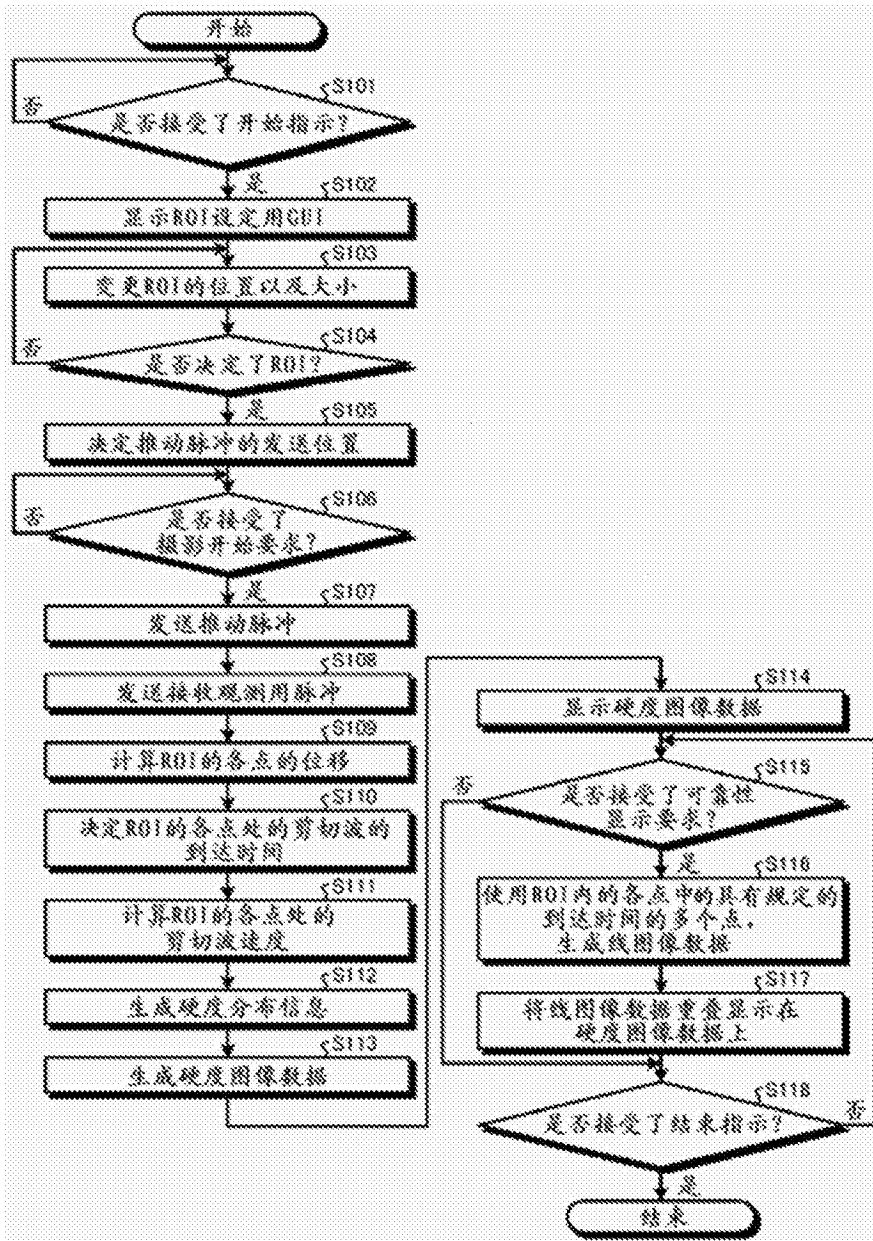 开始
S101
否
是否接受了开始指示?
是
S102
显示ROI设定用GUI
S103
变更ROI的位置以及大小
S104
否
是否决定了ROI?
是
S105
决定推动脉冲的发送位置
S106
否
是否接受了
摄影开始要求?
是
S107
发送推动脉冲
S108
发送接收观测用脉冲
S109
计算ROI的各点的位移
S110
决定ROI的各点处的剪切波的
到达时间
S111
计算ROI的各点处的
剪切波速度
S112
生成硬度分布信息
S113
生成硬度图像数据
S114
显示硬度图像数据
S115
否
是否接受了可靠性
显示要求?
是
S116
使用ROI内的各点中的具有规定的
到达时间的多个点,
生成线图像数据
S117
将线图像数据重叠显示在
硬度图像数据上
S118
是否接受了结束指示?
否
是
结束